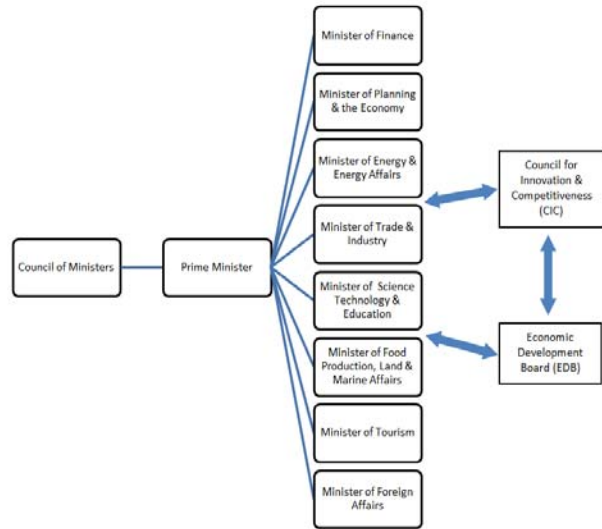 Minister of Finance
Minister of Planning
& the Economy
Minister of Energy &
Energy Affairs
Minister of Trade &
Industry
Minister of Science
Technology &
Education
Minister of Food
Production, Land &
Marine Affairs
Minister of Tourism
Minister of Foreign
Affairs
Council of Ministers
Prime Minister
Council for
Innovation &
Competitiveness
(CIC)
Economic
Development
Board (EDB)